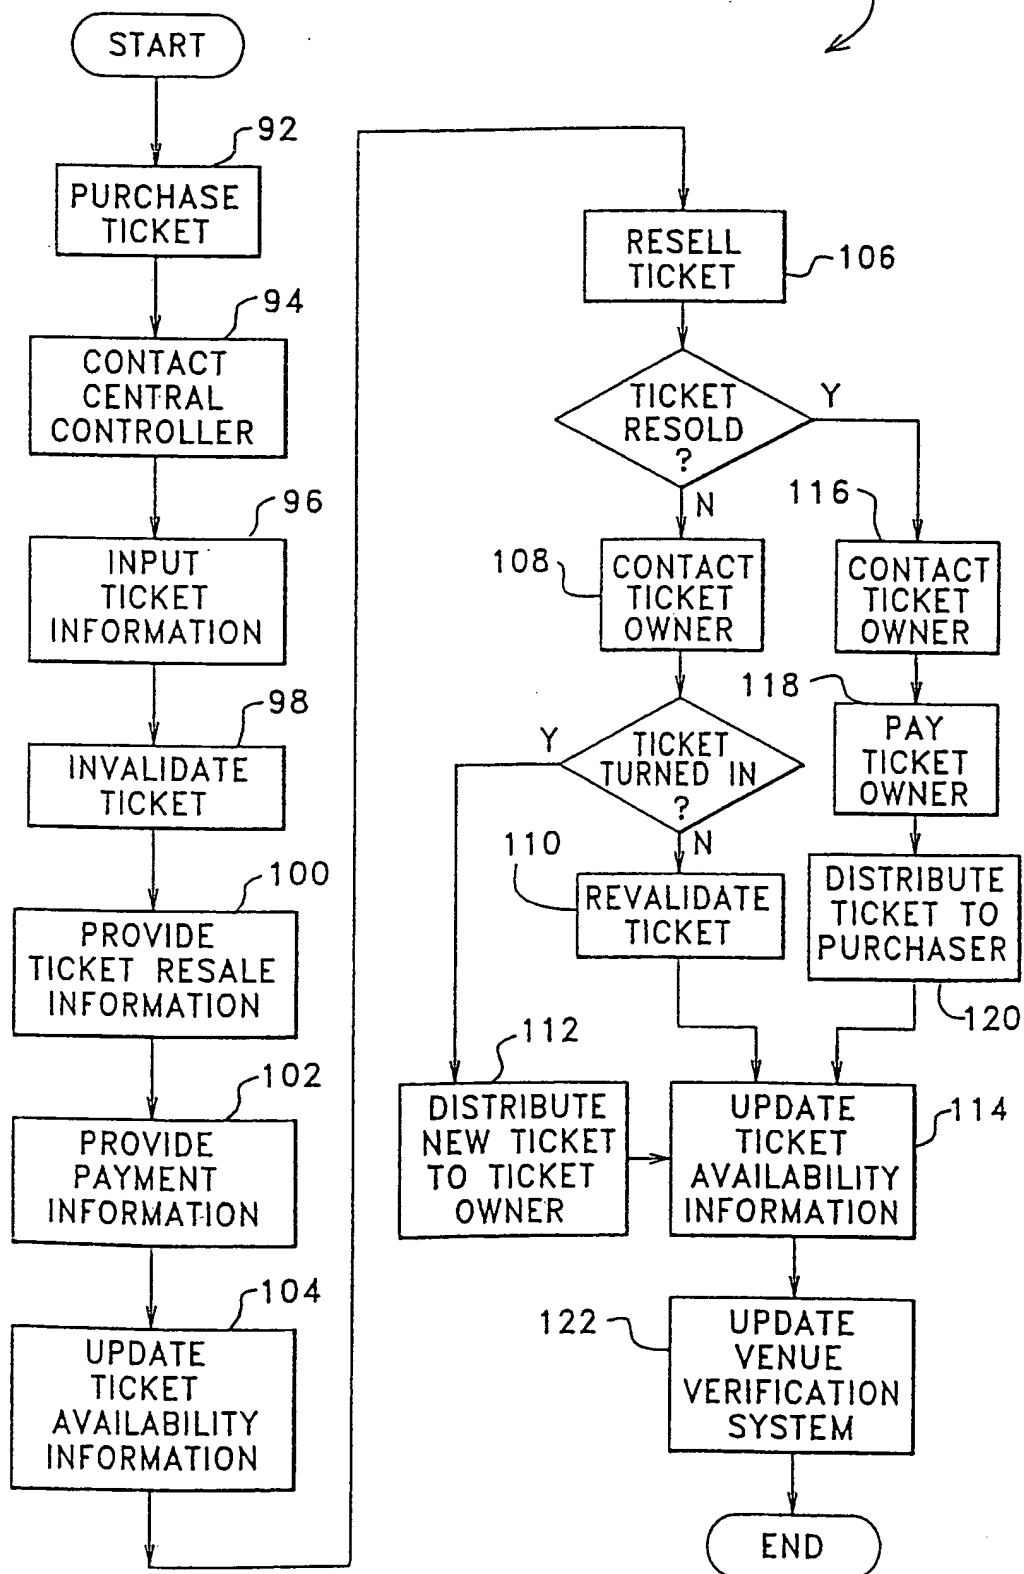 START
92
PURCHASE
TICKET
94
CONTACT
CENTRAL
CONTROLLER
96
INPUT
TICKET
INFORMATION
98
INVALIDATE
TICKET
100
PROVIDE
TICKET RESALE
INFORMATION
102
PROVIDE
PAYMENT
INFORMATION
104
UPDATE
TICKET
AVAILABILITY
INFORMATION
RESELL
TICKET
106
TICKET
RESOLD
?
Y
N
108
CONTACT
TICKET
OWNER
116
CONTACT
TICKET
OWNER
118
PAY
TICKET
OWNER
TICKET
TURNED IN
?
Y
N
110
REVALIDATE
TICKET
DISTRIBUTE
TICKET TO
PURCHASER
120
112
DISTRIBUTE
NEW TICKET
TO TICKET
OWNER
UPDATE
TICKET
AVAILABILITY
INFORMATION
114
122
UPDATE
VENUE
VERIFICATION
SYSTEM
END